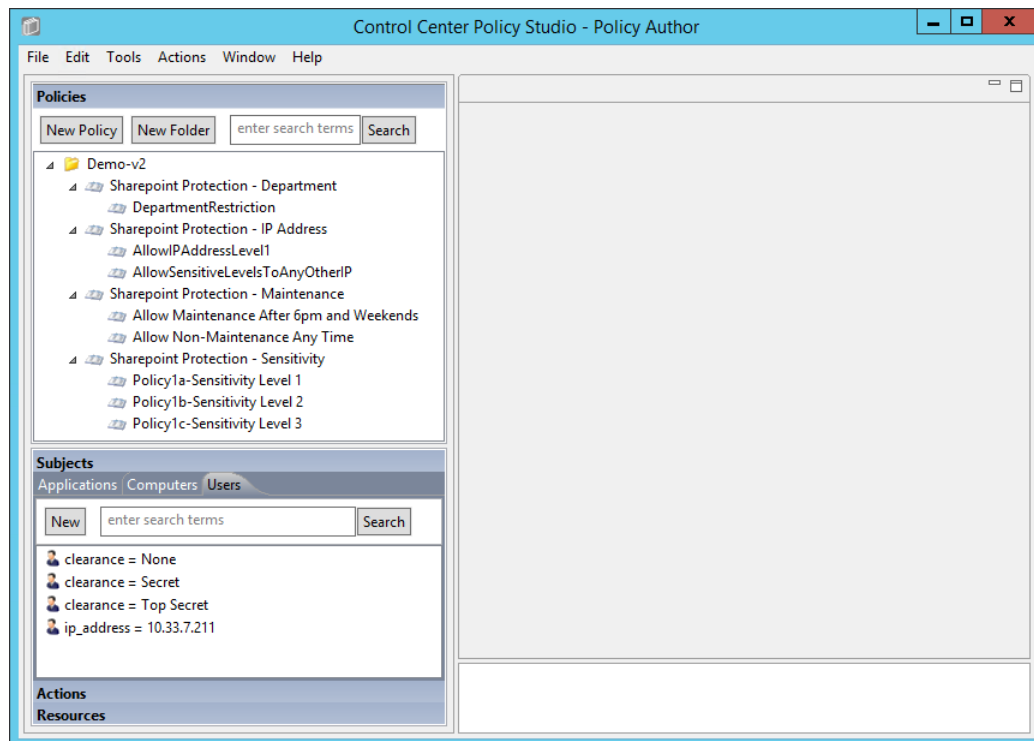 Control Center Policy Studio - Policy Author
File Edit Tools Actions Window Help
Policies
New Policy New Folder enter search terms Search
Demo-v2
Sharepoint Protection - Department
DepartmentRestriction
Sharepoint Protection - IP Address
AllowIPAddressLevel1
AllowSensitiveLevelsToAnyOtherIP
Sharepoint Protection - Maintenance
Allow Maintenance After 6pm and Weekends
Allow Non-Maintenance Any Time
Sharepoint Protection - Sensitivity
Policy1a-Sensitivity Level 1
Policy1b-Sensitivity Level 2
Policy1c-Sensitivity Level 3
Subjects
Applications Computers Users
New enter search terms Search
clearance = None
clearance = Secret
clearance = Top Secret
ip_address = 10.33.7.211
Actions
Resources